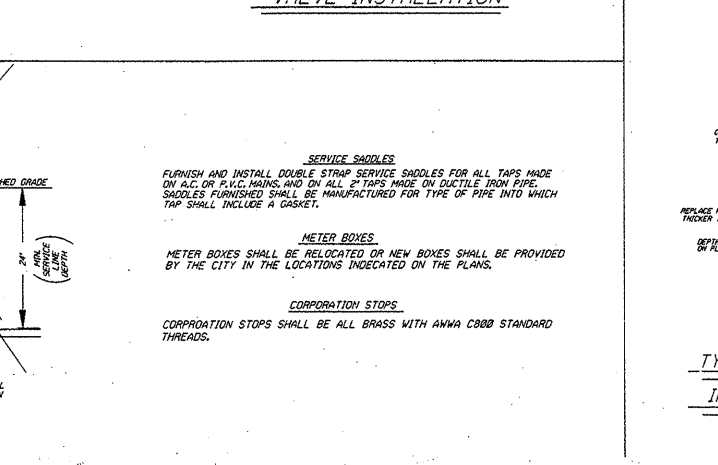 VALVE INSTALLATION
SERVICE SADDLES
FURNISH AND INSTALL DOUBLE STRAP SERVICE SADDLES FOR ALL TAPS MADE
ON A.C. OR P.V.C. MAINS, AND ON ALL 2" TAPS MADE ON DUCTILE IRON PIPE.
SADDLES FURNISHED SHALL BE MANUFACTURED FOR TYPE OF PIPE INTO WHICH
TAP SHALL INCLUDE A GASKET.
HED GRADE
24"
MIN.
SERVICE
LINE
DEPTH
METER BOXES
METER BOXES SHALL BE RELOCATED OR NEW BOXES SHALL BE PROVIDED
BY THE CITY IN THE LOCATIONS INDECATED ON THE PLANS.
CORPORATION STOPS
CORPROATION STOPS SHALL BE ALL BRASS WITH AWWA C800 STANDARD
THREADS.
REPLACE
THICKER
DEPTH
ON PL
TY